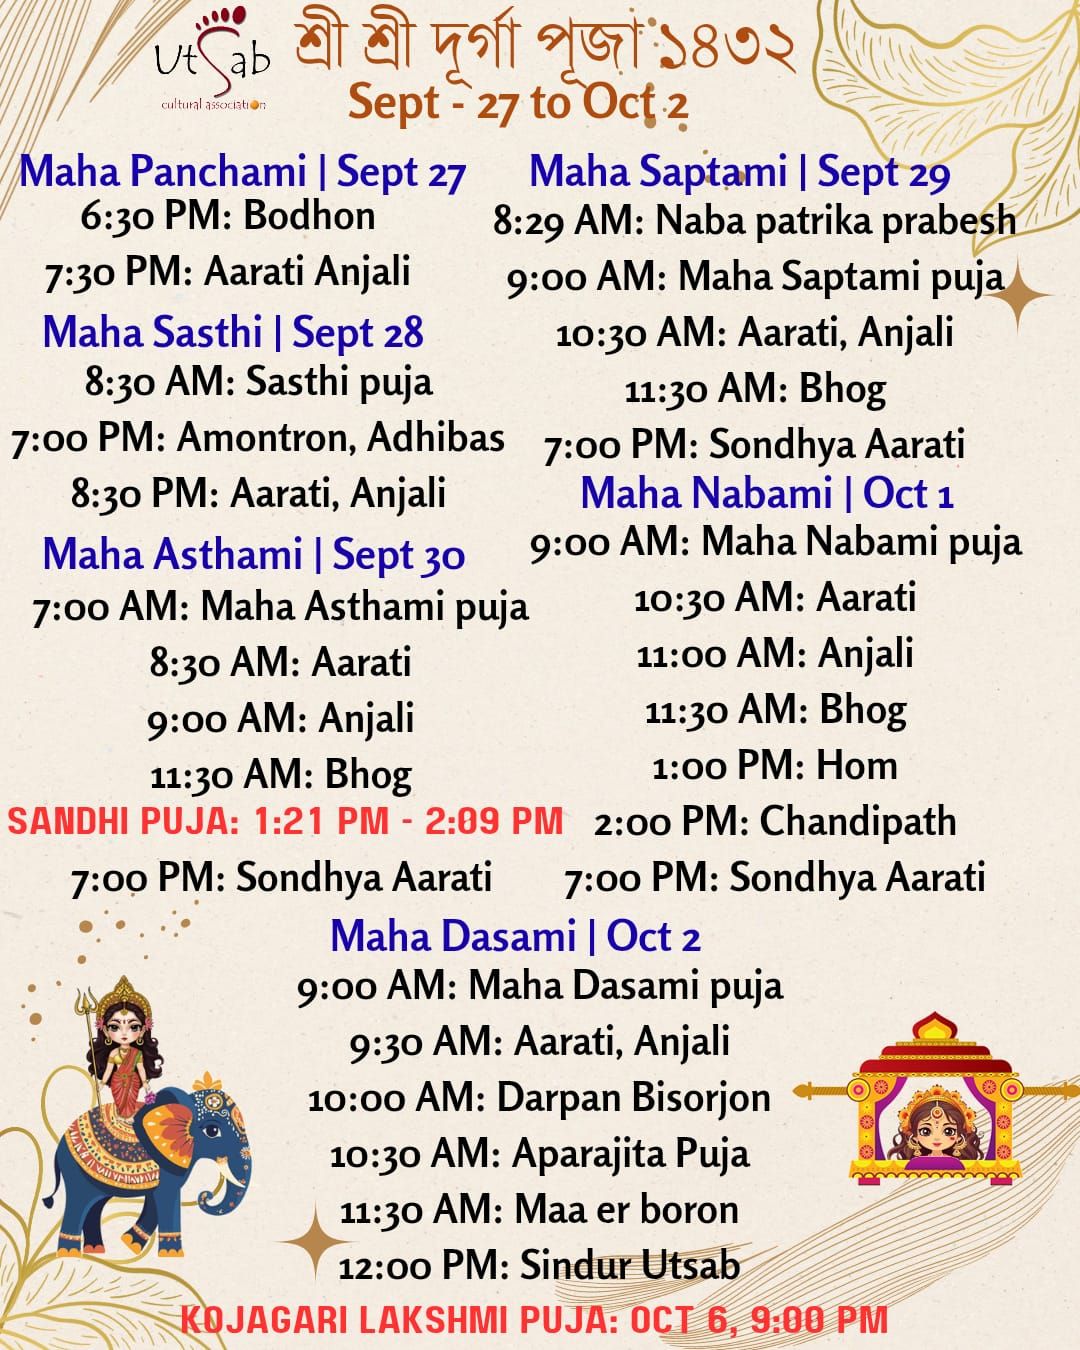 Utsab
cultural association
শ্রী শ্রী দূর্গা পূজা ১৪৩২
Sept - 27 to Oct 2
Maha Panchami | Sept 27
6:30 PM: Bodhon
7:30 PM: Aarati Anjali
Maha Sasthi | Sept 28
8:30 AM: Sasthi puja
7:00 PM: Amontron, Adhibas
8:30 PM: Aarati, Anjali
Maha Saptami | Sept 29
8:29 AM: Naba patrika prabesh
9:00 AM: Maha Saptami puja
10:30 AM: Aarati, Anjali
11:30 AM: Bhog
7:00 PM: Sondhya Aarati
Maha Asthami | Sept 30
7:00 AM: Maha Asthami puja
8:30 AM: Aarati
9:00 AM: Anjali
11:30 AM: Bhog
SANDHI PUJA: 1:21 PM - 2:09 PM
7:00 PM: Sondhya Aarati
Maha Nabami | Oct 1
9:00 AM: Maha Nabami puja
10:30 AM: Aarati
11:00 AM: Anjali
11:30 AM: Bhog
1:00 PM: Hom
2:00 PM: Chandipath
7:00 PM: Sondhya Aarati
Maha Dasami | Oct 2
9:00 AM: Maha Dasami puja
9:30 AM: Aarati, Anjali
10:00 AM: Darpan Bisorjon
10:30 AM: Aparajita Puja
11:30 AM: Maa er boron
12:00 PM: Sindur Utsab
KOJAGARI LAKSHMI PUJA: OCT 6, 9:00 PM